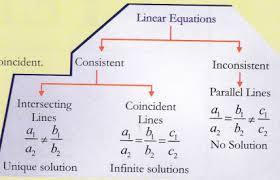 Linear Equations
oincident.
Consistent
Inconsistent
Intersecting Lines
a₁/a₂ ≠ b₁/b₂
Unique solution
Coincident Lines
a₁/a₂ = b₁/b₂ = c₁/c₂
Infinite solutions
Parallel Lines
a₁/a₂ = b₁/b₂ ≠ c₁/c₂
No Solution